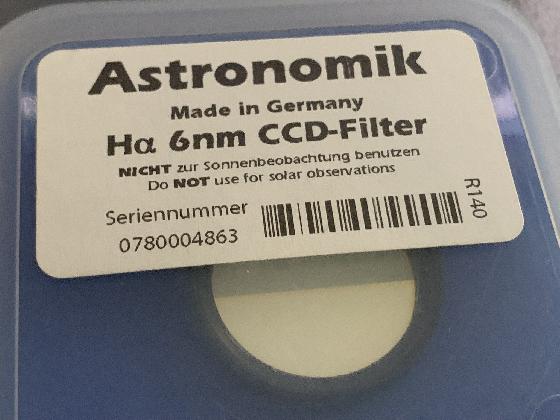 Astronomik
Made in Germany
Hα 6nm CCD-Filter
NICHT zur Sonnenbeobachtung benutzen
Do NOT use for solar observations
Seriennummer
0780004863
R140